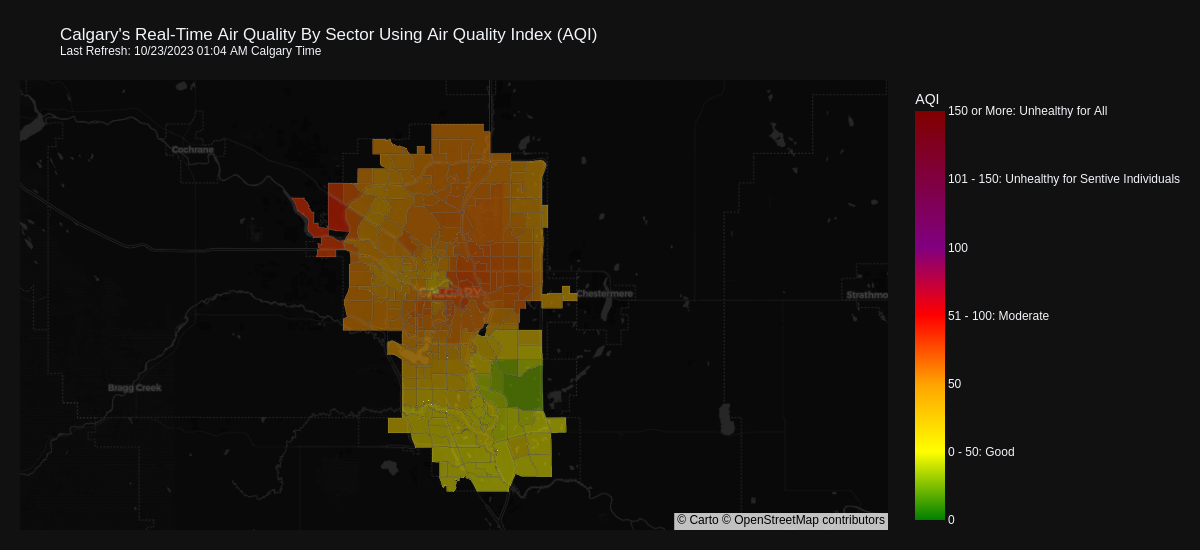 Calgary's Real-Time Air Quality By Sector Using Air Quality Index (AQI)
Last Refresh: 10/23/2023 01:04 AM Calgary Time
AQI
150 or More: Unhealthy for All
Cochrane
101 - 150: Unhealthy for Sentive Individuals
100
CALGARY
Chestermere
Strathmo
51 - 100: Moderate
50
Bragg Creek
0 - 50: Good
0
© Carto © OpenStreetMap contributors